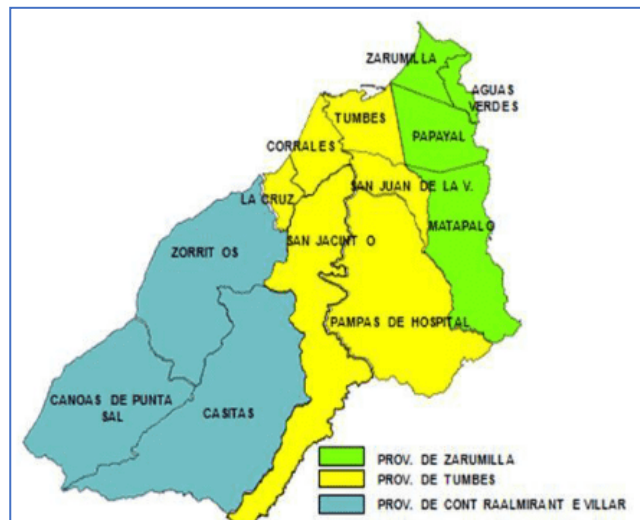 ZARUMILLA
AGUAS
VERDES
TUMBES
PAPAYAL
CORRALES
SAN JUAN DE LA V.
LA CRUZ
MATAPALO
SAN JACINT O
ZORRIT OS
PAMPAS DE HOSPITAL
CANOAS DE PUNTA
SAL
CASITAS
PROV. DE ZARUMILLA
PROV. DE TUMBES
PROV. DE CONT RAALMIRANT E VILLAR